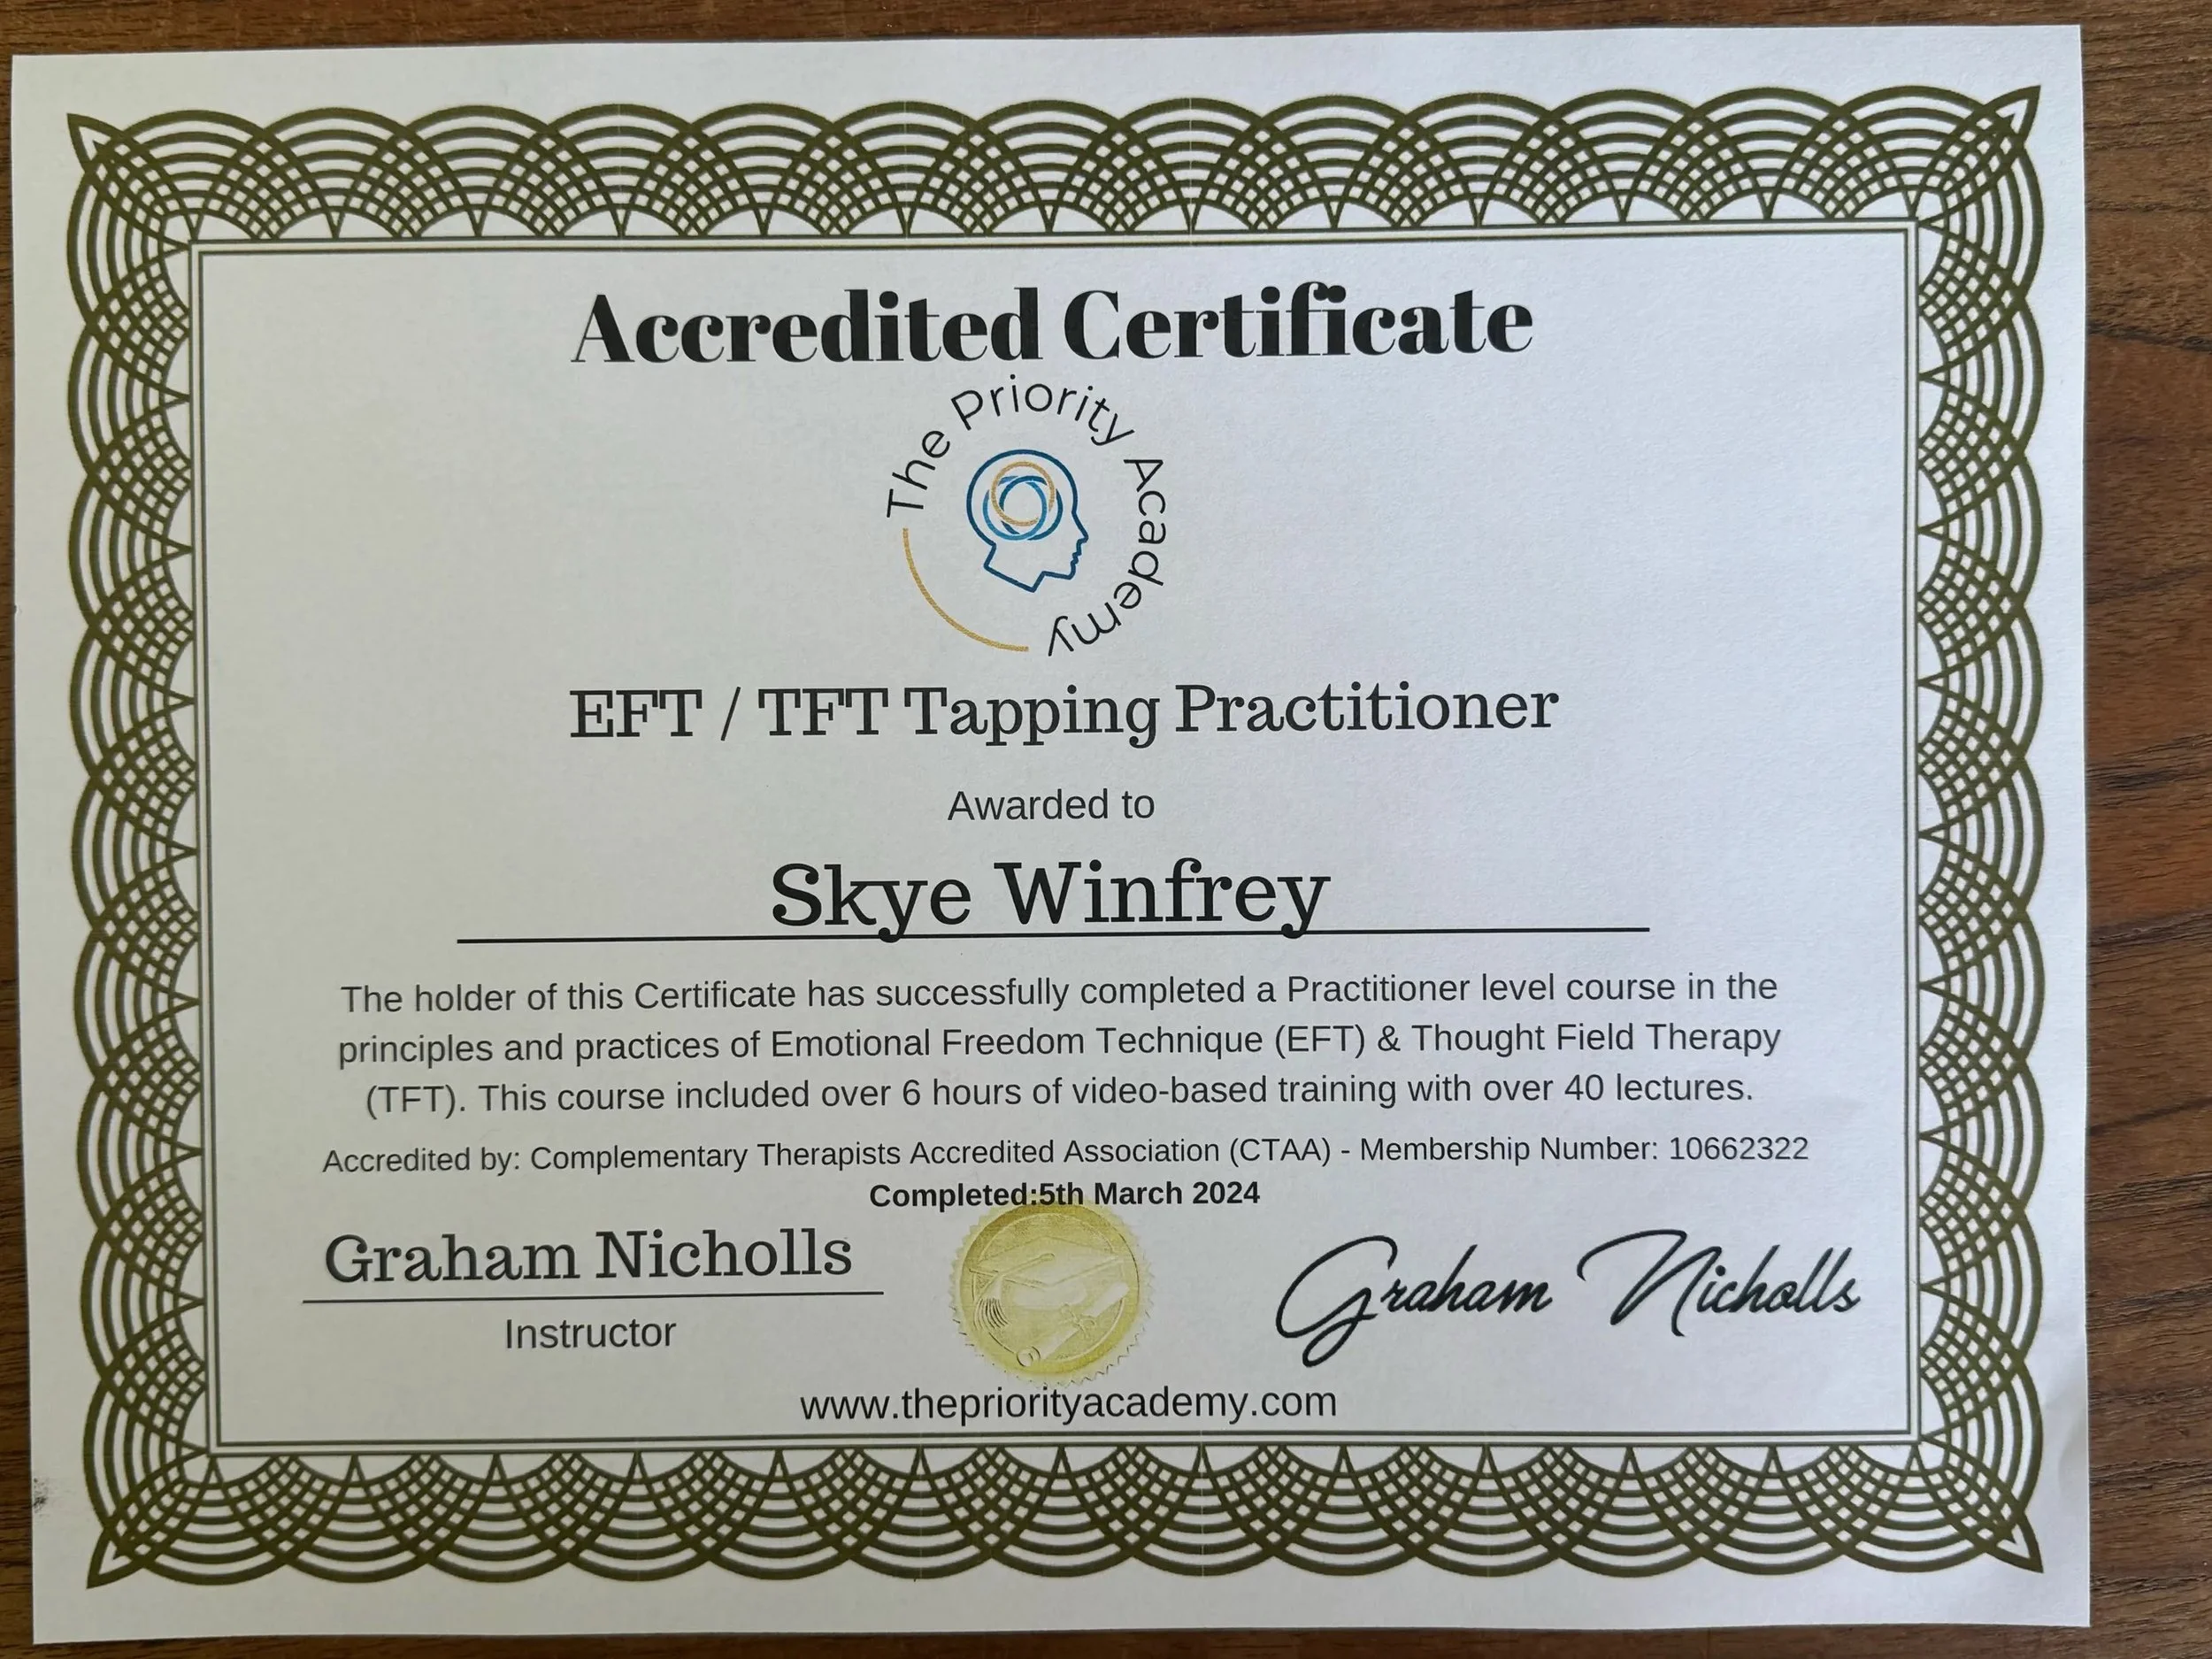 Accredited Certificate
The Priority Academy
EFT / TFT Tapping Practitioner
Awarded to
Skye Winfrey
The holder of this Certificate has successfully completed a Practitioner level course in the
principles and practices of Emotional Freedom Technique (EFT) & Thought Field Therapy
(TFT). This course included over 6 hours of video-based training with over 40 lectures.
Accredited by: Complementary Therapists Accredited Association (CTAA) - Membership Number: 10662322
Completed:5th March 2024
Graham Nicholls
Graham Nicholls
Instructor
www.thepriorityacademy.com